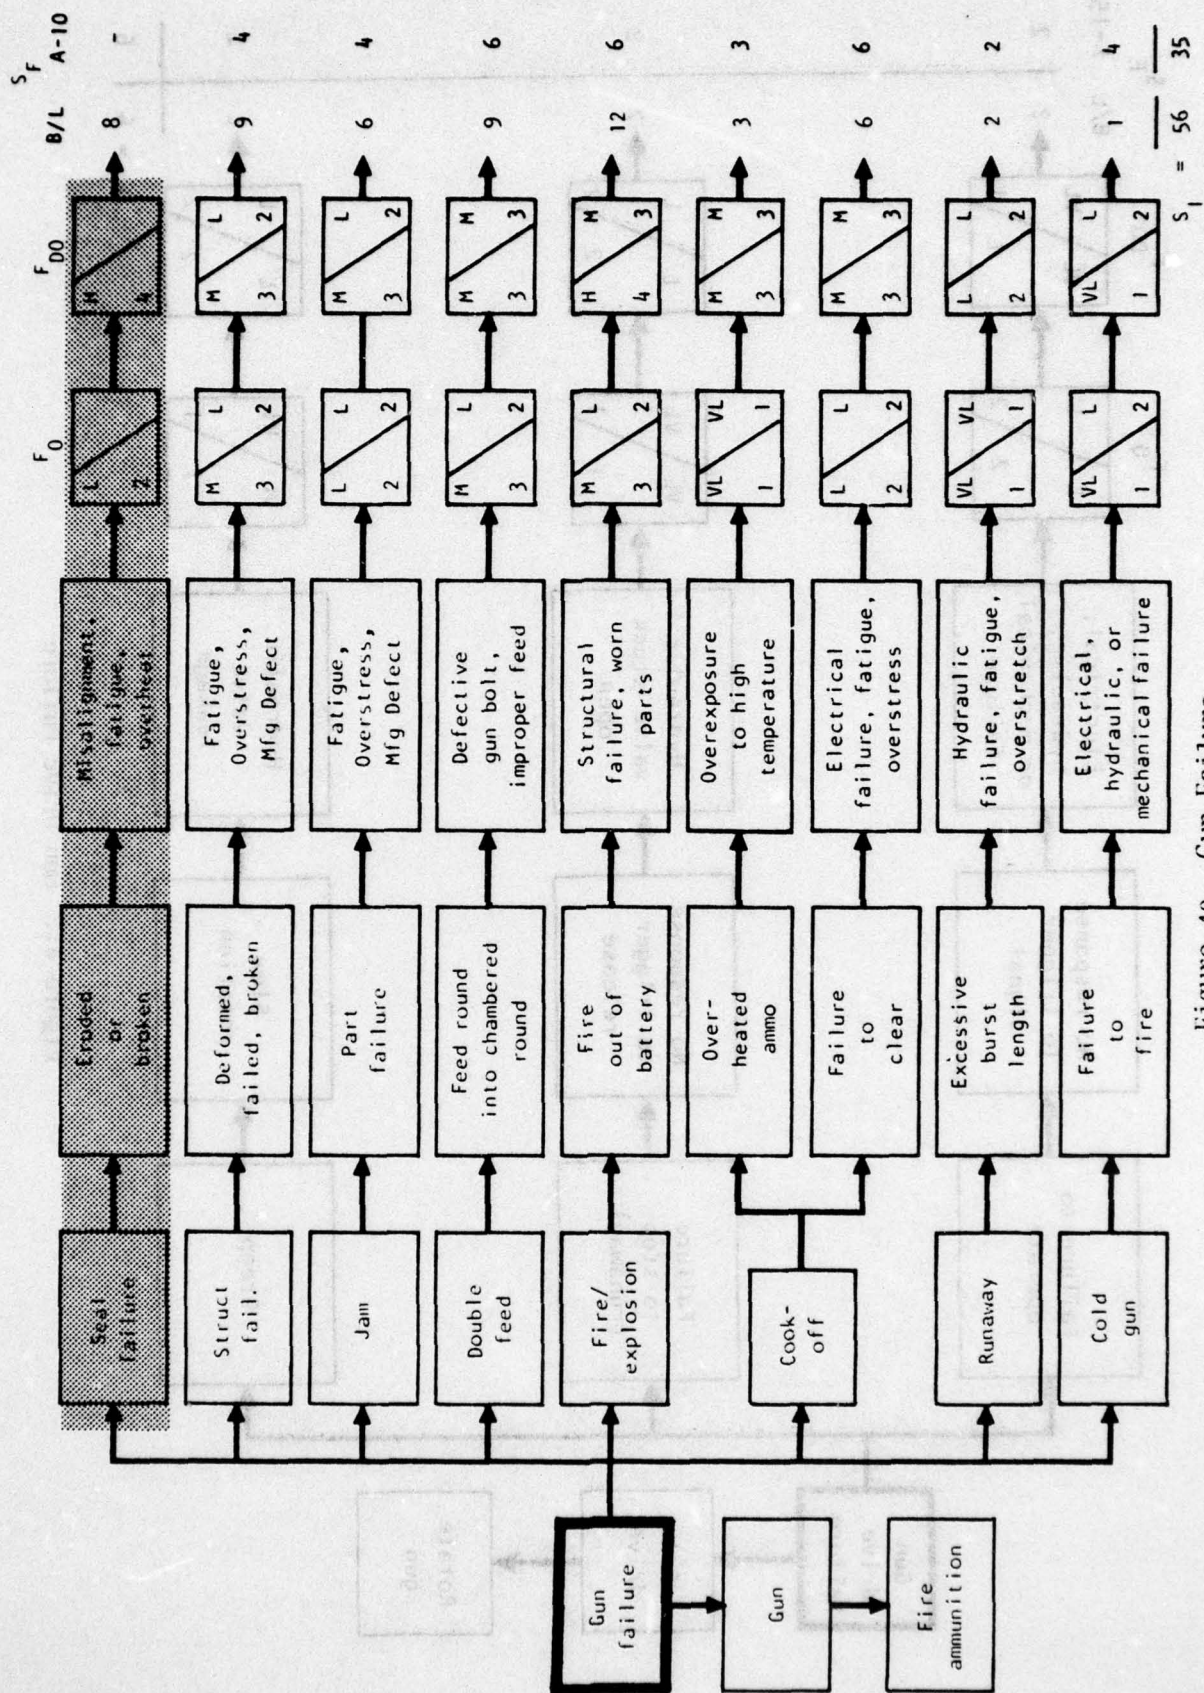 S F
B/L A-10
F O
F DO
Seal
failure
Eroded
or
broken
Misalignment,
fatigue,
overheat
L
2
H
4
8
-
Struct
fail.
Deformed,
failed, broken
Fatigue,
Overstress,
Mfg Defect
M L
3 2
M L
3 2
9
4
Jam
Part
failure
Fatigue,
Overstress,
Mfg Defect
L L
2 2
M L
3 2
6
4
Double
feed
Feed round
into chambered
round
Defective
gun bolt,
improper feed
M L
3 2
M M
3 3
9
6
Fire/
explosion
Fire
out of
battery
Structural
failure, worn
parts
M L
3 2
H M
4 3
12
6
Cook-
off
Over-
heated
ammo
Overexposure
to high
temperature
VL VL
1 1
M M
3 3
3
3
Failure
to
clear
Electrical
failure, fatigue,
overstress
L L
2 2
M M
3 3
6
6
Runaway
Excessive
burst
length
Hydraulic
failure, fatigue,
overstretch
VL VL
1 1
L L
2 2
2
2
Cold
gun
Failure
to
fire
Electrical,
hydraulic, or
mechanical failure
VL L
1 2
VL L
1 2
1
4
S I = 56 35
Gun
failure
Gun
Fire
ammunition
Gun Failure